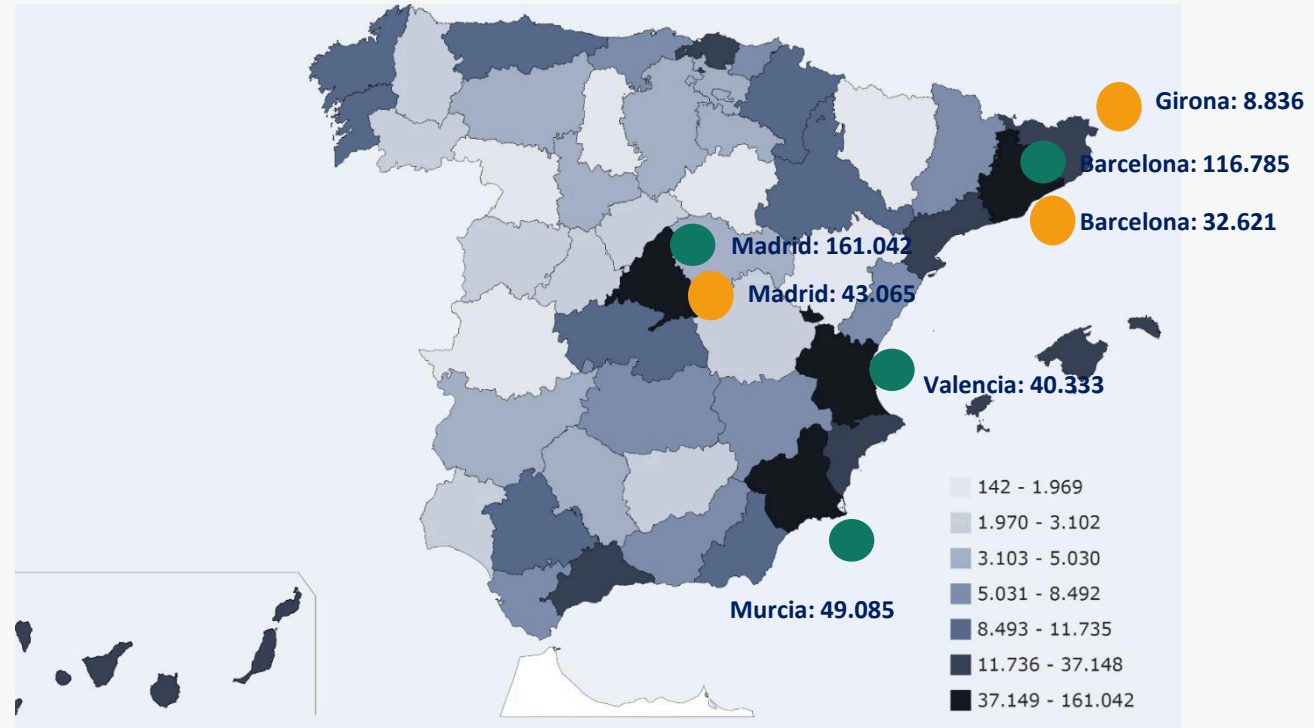 Girona: 8.836
Barcelona: 116.785
Barcelona: 32.621
Madrid: 161.042
Madrid: 43.065
Valencia: 40.333
Murcia: 49.085
142 - 1.969
1.970 - 3.102
3.103 - 5.030
5.031 - 8.492
8.493 - 11.735
11.736 - 37.148
37.149 - 161.042